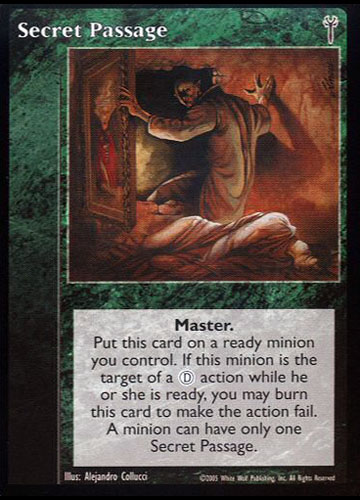 Secret Passage
Master.
Put this card on a ready minion
you control. If this minion is the
target of a Ⓓ action while he
or she is ready, you may burn
this card to make the action fail.
A minion can have only one
Secret Passage.
Illus: Alejandro Collucci
©2005 White Wolf Publishing, Inc. All Rights Reserved